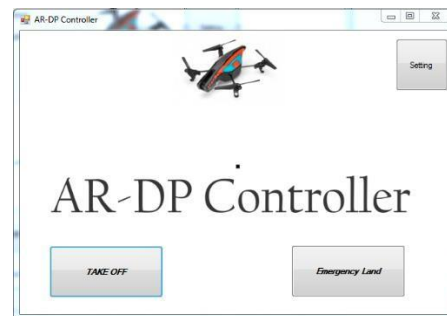 AR-DP Controller
Setting
AR-DP Controller
TAKE OFF
Emergency Land